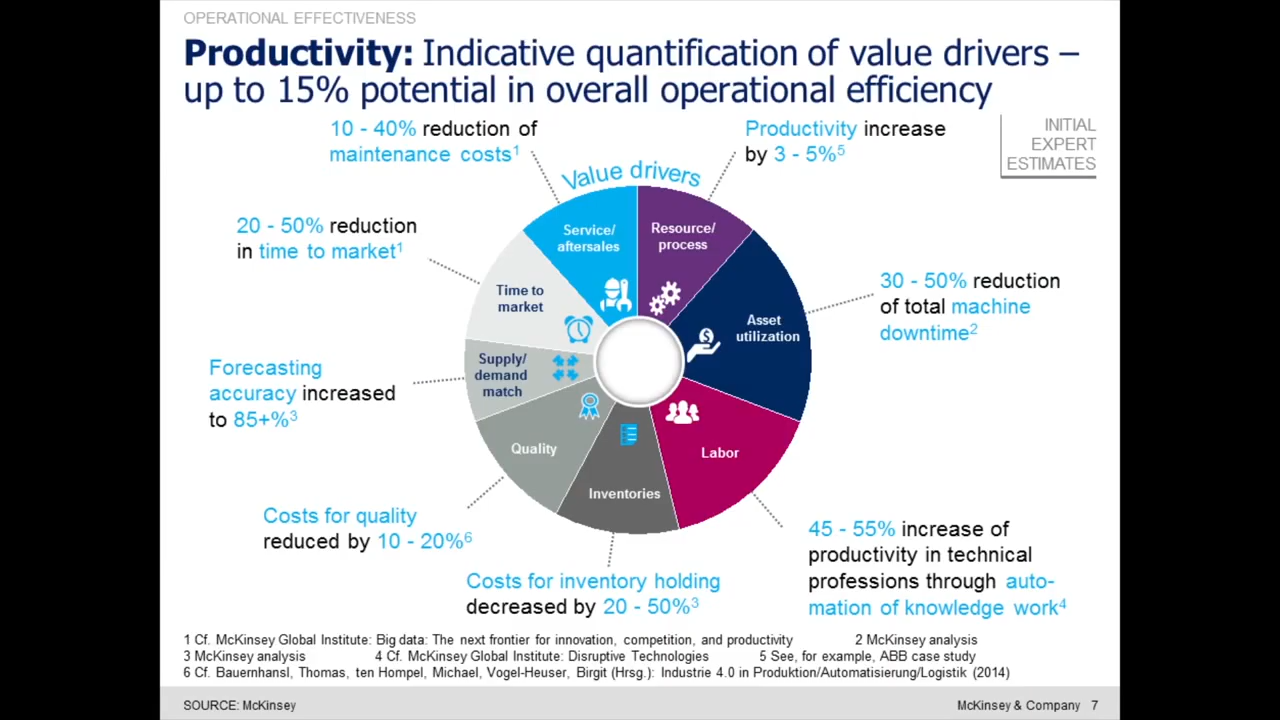 OPERATIONAL EFFECTIVENESS
Productivity: Indicative quantification of value drivers –
up to 15% potential in overall operational efficiency
INITIAL
EXPERT
ESTIMATES
10 - 40% reduction of
maintenance costs1
Productivity increase
by 3 - 5%5
Value drivers
20 - 50% reduction
in time to market1
Service/
aftersales
Resource/
process
30 - 50% reduction
of total machine
downtime2
Time to
market
Asset
utilization
Forecasting
accuracy increased
to 85+%3
Supply/
demand
match
Quality
Labor
Inventories
Costs for quality
reduced by 10 - 20%6
45 - 55% increase of
productivity in technical
professions through auto-
mation of knowledge work4
Costs for inventory holding
decreased by 20 - 50%3
1 Cf. McKinsey Global Institute: Big data: The next frontier for innovation, competition, and productivity 2 McKinsey analysis
3 McKinsey analysis 4 Cf. McKinsey Global Institute: Disruptive Technologies 5 See, for example, ABB case study
6 Cf. Bauernhansl, Thomas, ten Hompel, Michael, Vogel-Heuser, Birgit (Hrsg.): Industrie 4.0 in Produktion/Automatisierung/Logistik (2014)
SOURCE: McKinsey
McKinsey & Company 7